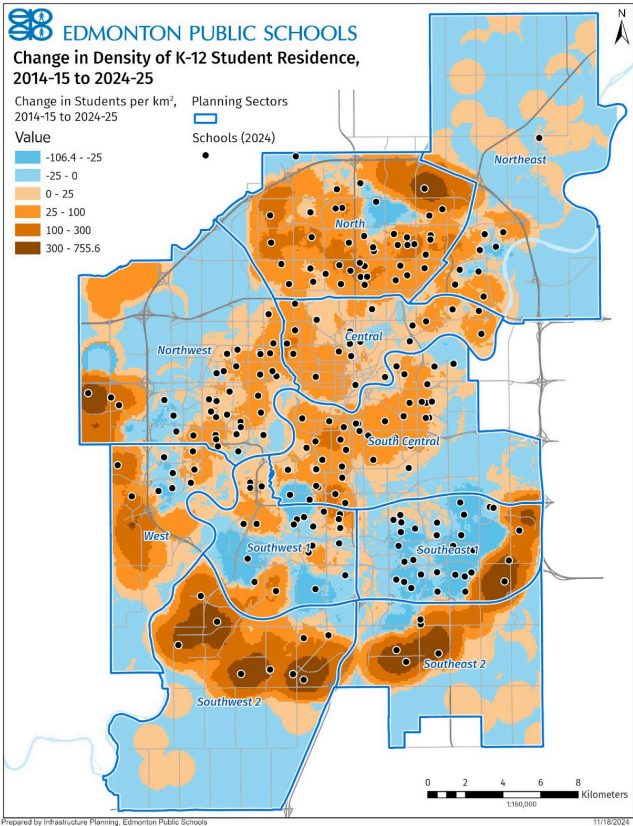 EDMONTON PUBLIC SCHOOLS
Change in Density of K-12 Student Residence,
2014-15 to 2024-25
Change in Students per km²,
2014-15 to 2024-25
Value
-106.4 - -25
-25 - 0
0 - 25
25 - 100
100 - 300
300 - 755.6
Planning Sectors
Schools (2024)
N
Northeast
North
Northwest
Central
South Central
West
Southwest 1
Southeast 1
Southeast 2
Southwest 2
0 2 4 6 8
Kilometers
1:160,000
Prepared by Infrastructure Planning, Edmonton Public Schools
11/18/2024